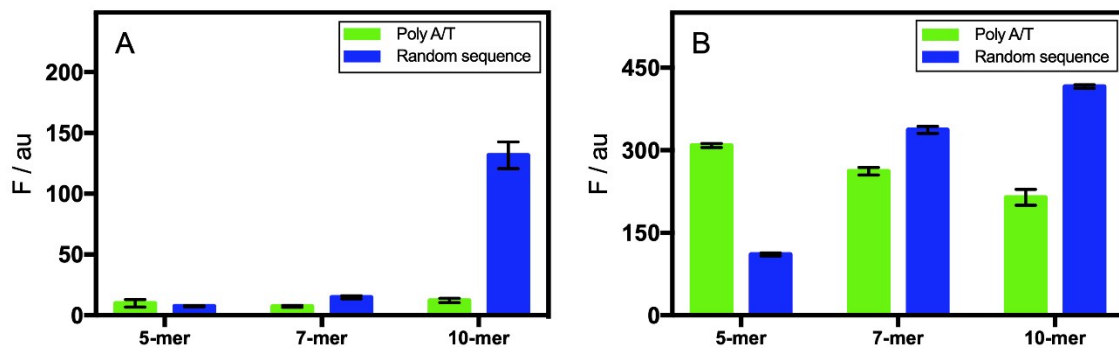 A
Poly A/T
Random sequence
F / au
200
150
100
50
0
5-mer
7-mer
10-mer
B
Poly A/T
Random sequence
F / au
450
300
150
0
5-mer
7-mer
10-mer